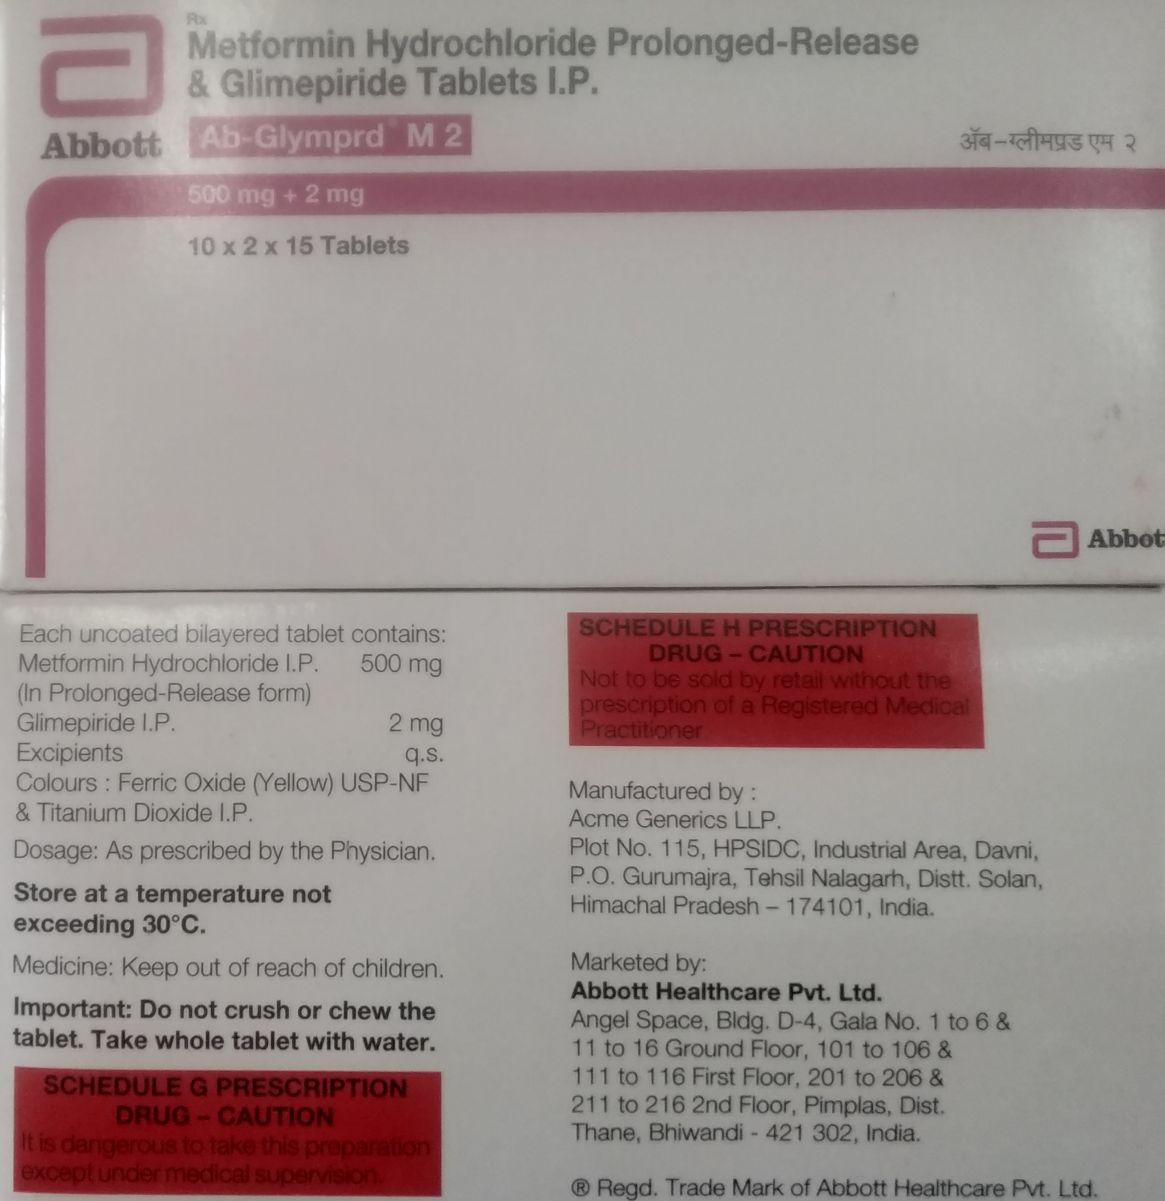 Rx
Metformin Hydrochloride Prolonged-Release
& Glimepiride Tablets I.P.
Abbott
Ab-Glymprd® M 2
ॲब-ग्लीमप्रड एम २
500 mg + 2 mg
10 x 2 x 15 Tablets
Abbot
Each uncoated bilayered tablet contains:
Metformin Hydrochloride I.P. 500 mg
(In Prolonged-Release form)
Glimepiride I.P. 2 mg
Excipients q.s.
Colours : Ferric Oxide (Yellow) USP-NF
& Titanium Dioxide I.P.
Dosage: As prescribed by the Physician.
Store at a temperature not
exceeding 30°C.
Medicine: Keep out of reach of children.
Important: Do not crush or chew the
tablet. Take whole tablet with water.
SCHEDULE G PRESCRIPTION
DRUG – CAUTION
It is dangerous to take this preparation
except under medical supervision.
SCHEDULE H PRESCRIPTION
DRUG – CAUTION
Not to be sold by retail without the
prescription of a Registered Medical
Practitioner
Manufactured by :
Acme Generics LLP.
Plot No. 115, HPSIDC, Industrial Area, Davni,
P.O. Gurumajra, Tehsil Nalagarh, Distt. Solan,
Himachal Pradesh – 174101, India.
Marketed by:
Abbott Healthcare Pvt. Ltd.
Angel Space, Bldg. D-4, Gala No. 1 to 6 &
11 to 16 Ground Floor, 101 to 106 &
111 to 116 First Floor, 201 to 206 &
211 to 216 2nd Floor, Pimplas, Dist.
Thane, Bhiwandi - 421 302, India.
® Regd. Trade Mark of Abbott Healthcare Pvt. Ltd.